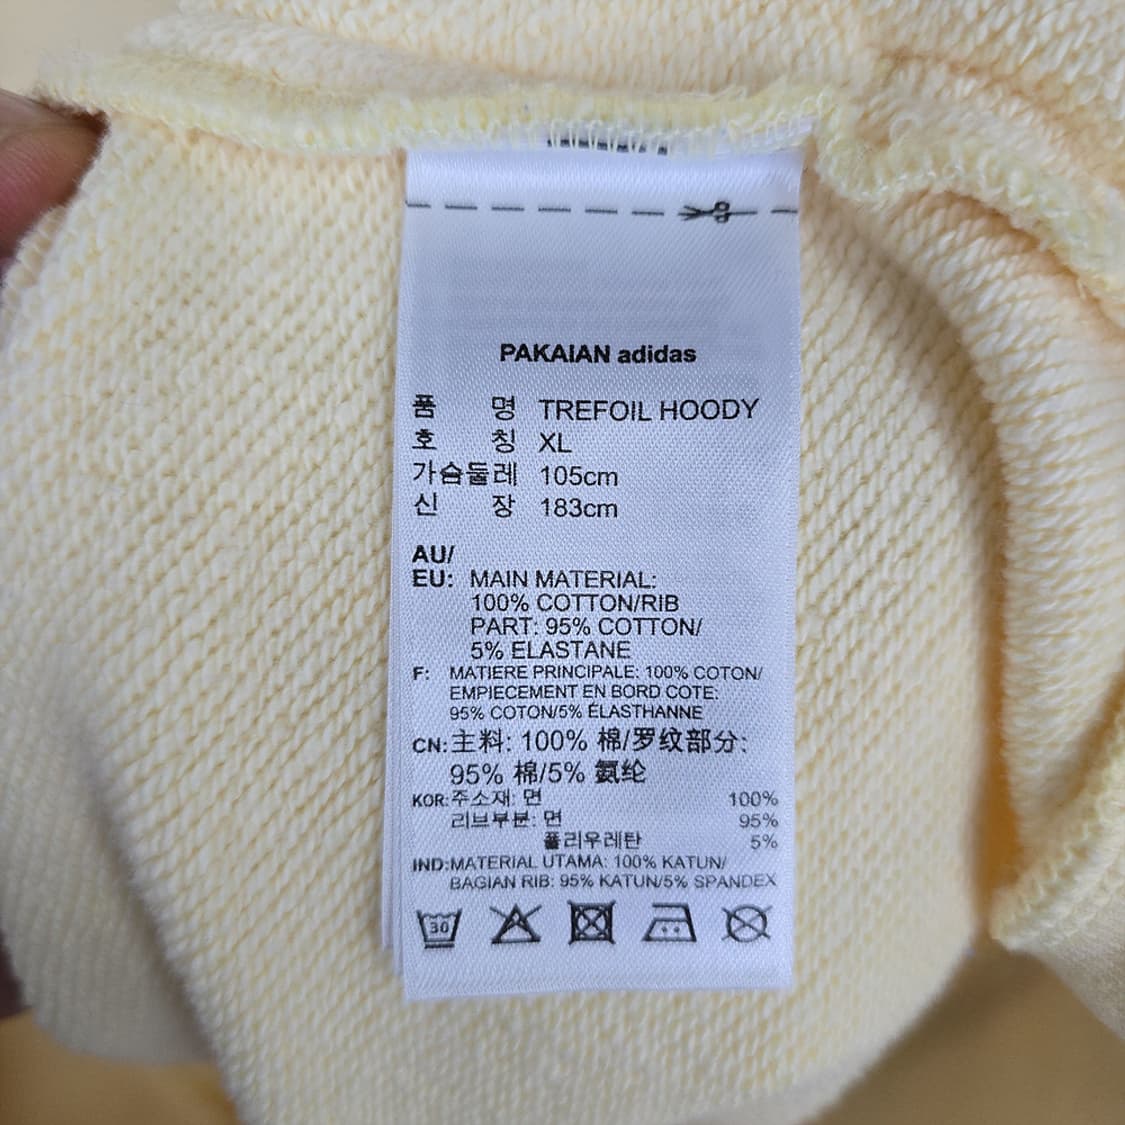 PAKAIAN adidas
품 명 TREFOIL HOODY
호 칭 XL
가슴둘레 105cm
신 장 183cm
AU/
EU: MAIN MATERIAL:
100% COTTON/RIB
PART: 95% COTTON/
5% ELASTANE
F: MATIERE PRINCIPALE: 100% COTON/
EMPIECEMENT EN BORD COTE:
95% COTON/5% ÉLASTHANNE
CN:主料: 100% 棉/罗纹部分:
95% 棉/5% 氨纶
KOR:주소재: 면 100%
리브부분: 면 95%
폴리우레탄 5%
IND:MATERIAL UTAMA: 100% KATUN/
BAGIAN RIB: 95% KATUN/5% SPANDEX
30